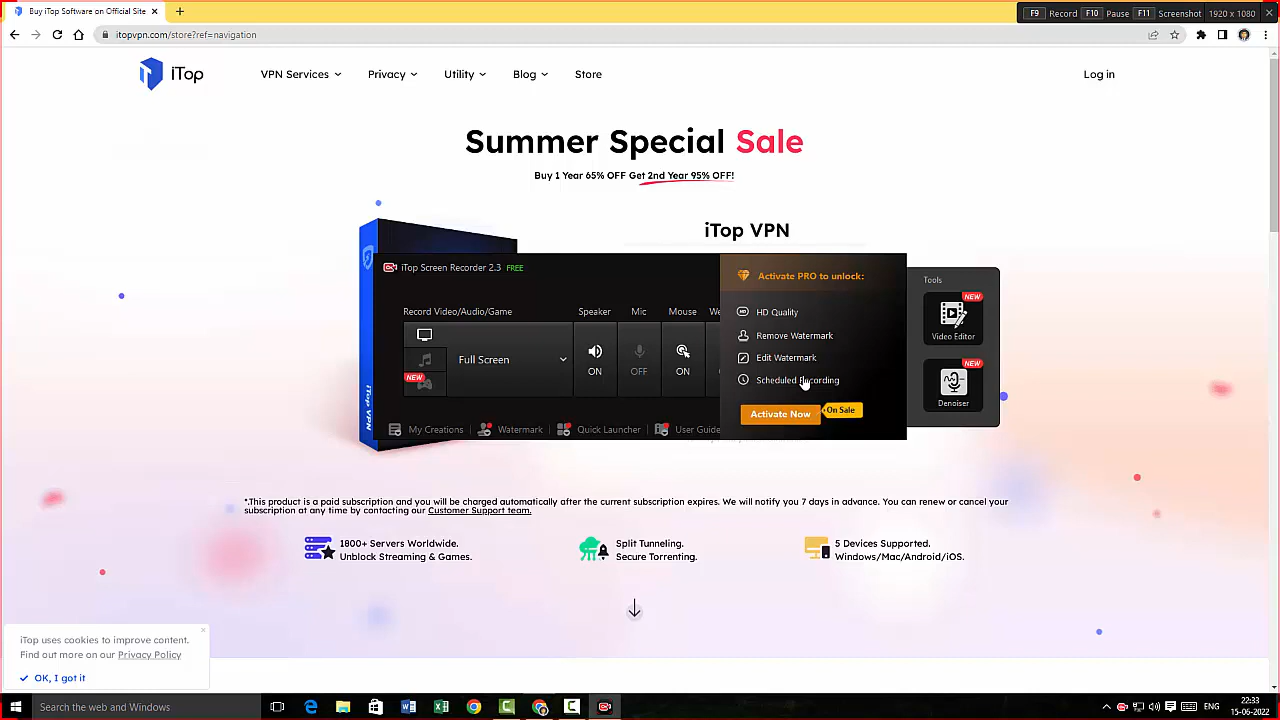 Buy iTop Software on Official Site
F9 Record F10 Pause F11 Screenshot 1920 x 1080
itopvpn.com/store?ref=navigation
iTop
VPN Services
Privacy
Utility
Blog
Store
Log in
Summer Special Sale
Buy 1 Year 65% OFF Get 2nd Year 95% OFF!
iTop VPN
iTop VPN
iTop Screen Recorder 2.3 FREE
Record Video/Audio/Game
Speaker
Mic
Mouse
Full Screen
NEW
ON
OFF
ON
My Creations
Watermark
Quick Launcher
User Guide
Activate PRO to unlock:
HD Quality
Remove Watermark
Edit Watermark
Scheduled Recording
Activate Now
On Sale
Tools
NEW
Video Editor
NEW
Denoiser
*This product is a paid subscription and you will be charged automatically after the current subscription expires. We will notify you 7 days in advance. You can renew or cancel your
subscription at any time by contacting our Customer Support team.
1800+ Servers Worldwide.
Unblock Streaming & Games.
Split Tunneling.
Secure Torrenting.
5 Devices Supported.
Windows/Mac/Android/iOS.
iTop uses cookies to improve content.
Find out more on our Privacy Policy
OK, I got it
Search the web and Windows
ENG
22:33
15-06-2022